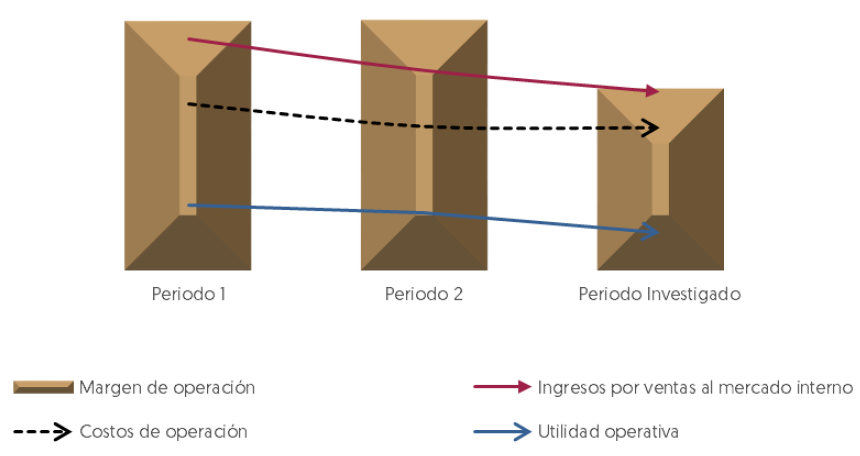 Periodo 1
Periodo 2
Periodo Investigado
Margen de operación
Ingresos por ventas al mercado interno
Costos de operación
Utilidad operativa